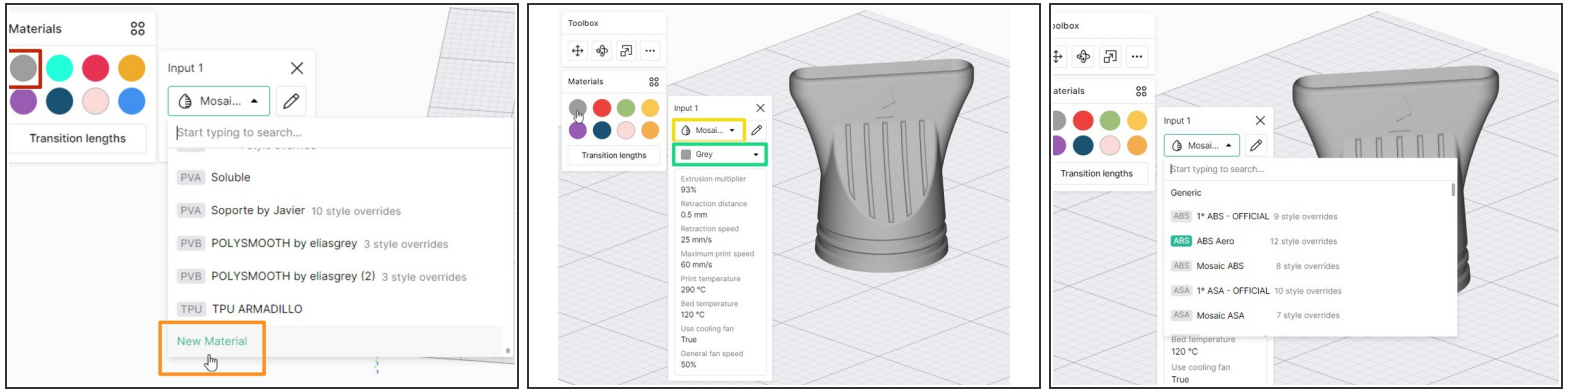 Materials
Input 1
Mosai...
Transition lengths
Start typing to search...
PVA Soluble
PVA Soporte by Javier 10 style overrides
PVB POLYSMOOTH by eliasgrey 3 style overrides
PVB POLYSMOOTH by eliasgrey (2) 3 style overrides
TPU TPU ARMADILLO
New Material
Toolbox
Materials
Transition lengths
Input 1
Mosai...
Grey
Extrusion multiplier
93%
Retraction distance
0.5 mm
Retraction speed
25 mm/s
Maximum print speed
60 mm/s
Print temperature
290 °C
Bed temperature
120 °C
Use cooling fan
True
General fan speed
50%
olbox
aterials
Transition lengths
Input 1
Mosai...
Start typing to search...
Generic
ABS 1* ABS - OFFICIAL 9 style overrides
ABS ABS Aero 12 style overrides
ABS Mosaic ABS 8 style overrides
ASA 1* ASA - OFFICIAL 10 style overrides
ASA Mosaic ASA 7 style overrides
Bed temperature
120 °C
Use cooling fan
True